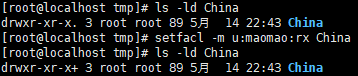 [root@localhost tmp]# ls -ld China
drwxr-xr-x. 3 root root 89 5月  14 22:43 China
[root@localhost tmp]# setfacl -m u:maomao:rx China
[root@localhost tmp]# ls -ld China
drwxr-xr-x+ 3 root root 89 5月  14 22:43 China